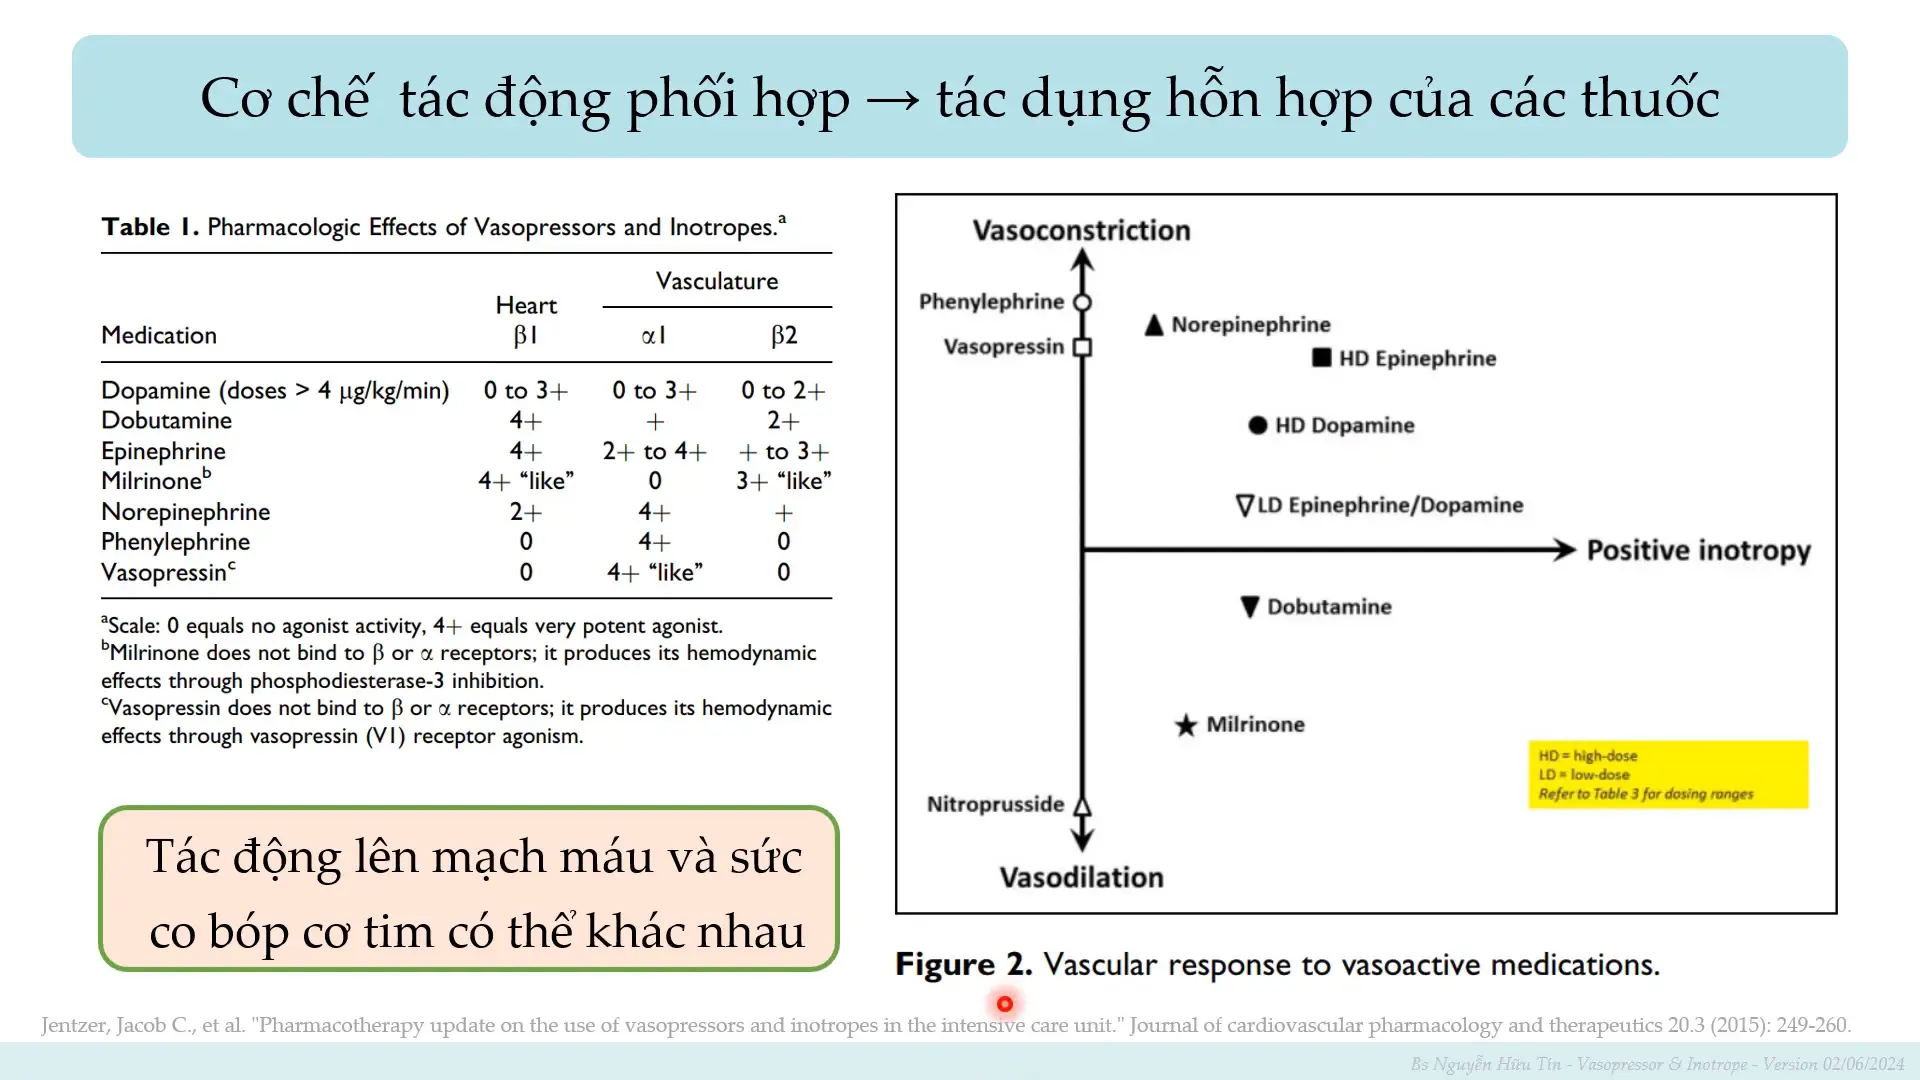 Cơ chế tác động phối hợp → tác dụng hỗn hợp của các thuốc
Table 1. Pharmacologic Effects of Vasopressors and Inotropes.a
Vasculature
Heart
Medication β1 α1 β2
Dopamine (doses > 4 μg/kg/min) 0 to 3+ 0 to 3+ 0 to 2+
Dobutamine 4+ + 2+
Epinephrine 4+ 2+ to 4+ + to 3+
Milrinoneb 4+ “like” 0 3+ “like”
Norepinephrine 2+ 4+ +
Phenylephrine 0 4+ 0
Vasopressinc 0 4+ “like” 0
aScale: 0 equals no agonist activity, 4+ equals very potent agonist.
bMilrinone does not bind to β or α receptors; it produces its hemodynamic
effects through phosphodiesterase-3 inhibition.
cVasopressin does not bind to β or α receptors; it produces its hemodynamic
effects through vasopressin (V1) receptor agonism.
Tác động lên mạch máu và sức
co bóp cơ tim có thể khác nhau
Vasoconstriction
Phenylephrine
Norepinephrine
Vasopressin
HD Epinephrine
HD Dopamine
LD Epinephrine/Dopamine
Positive inotropy
Dobutamine
Milrinone
HD = high-dose
LD = low-dose
Refer to Table 3 for dosing ranges
Nitroprusside
Vasodilation
Figure 2. Vascular response to vasoactive medications.
Jentzer, Jacob C., et al. "Pharmacotherapy update on the use of vasopressors and inotropes in the intensive care unit." Journal of cardiovascular pharmacology and therapeutics 20.3 (2015): 249-260.
Bs Nguyễn Hữu Tín - Vasopressor & Inotrope - Version 02/06/2024